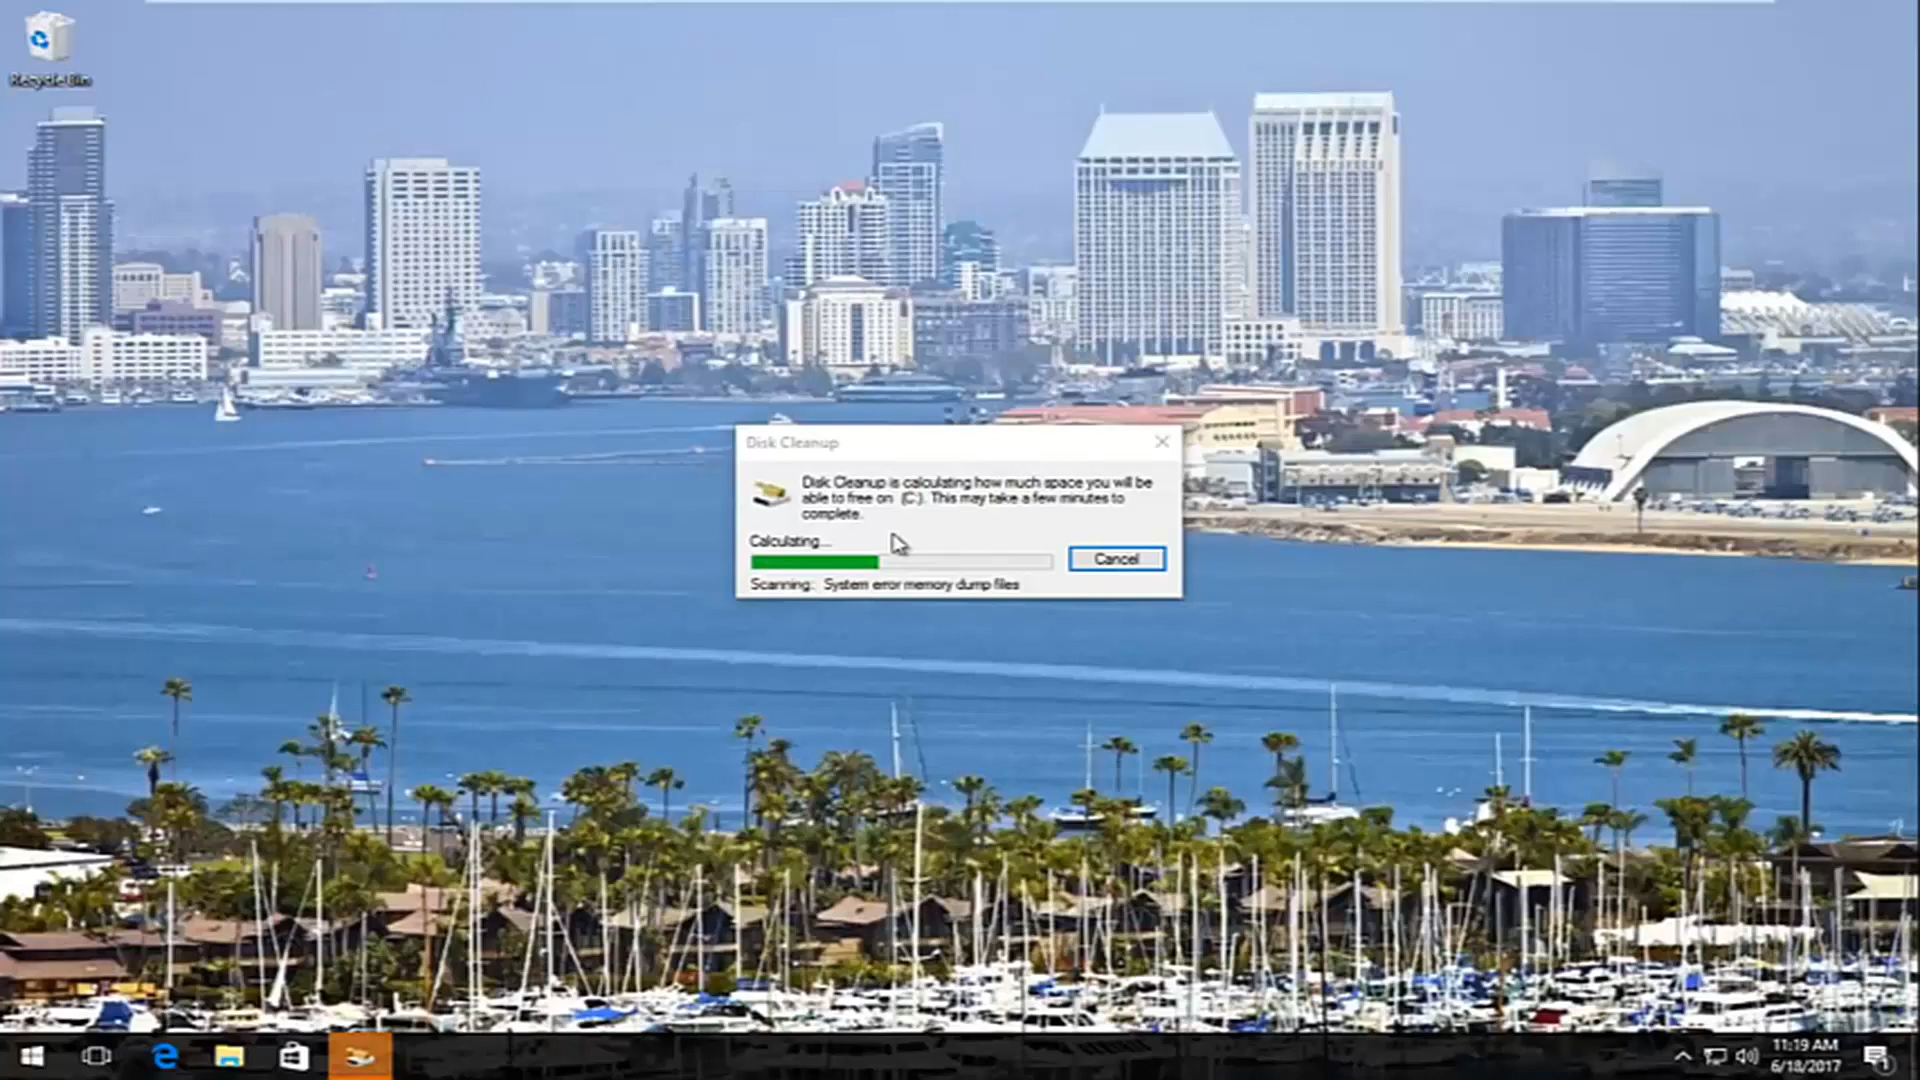 Recycle Bin
Disk Cleanup
Disk Cleanup is calculating how much space you will be
able to free on (C:). This may take a few minutes to
complete.
Calculating...
Cancel
Scanning: System error memory dump files
11:19 AM
6/18/2017